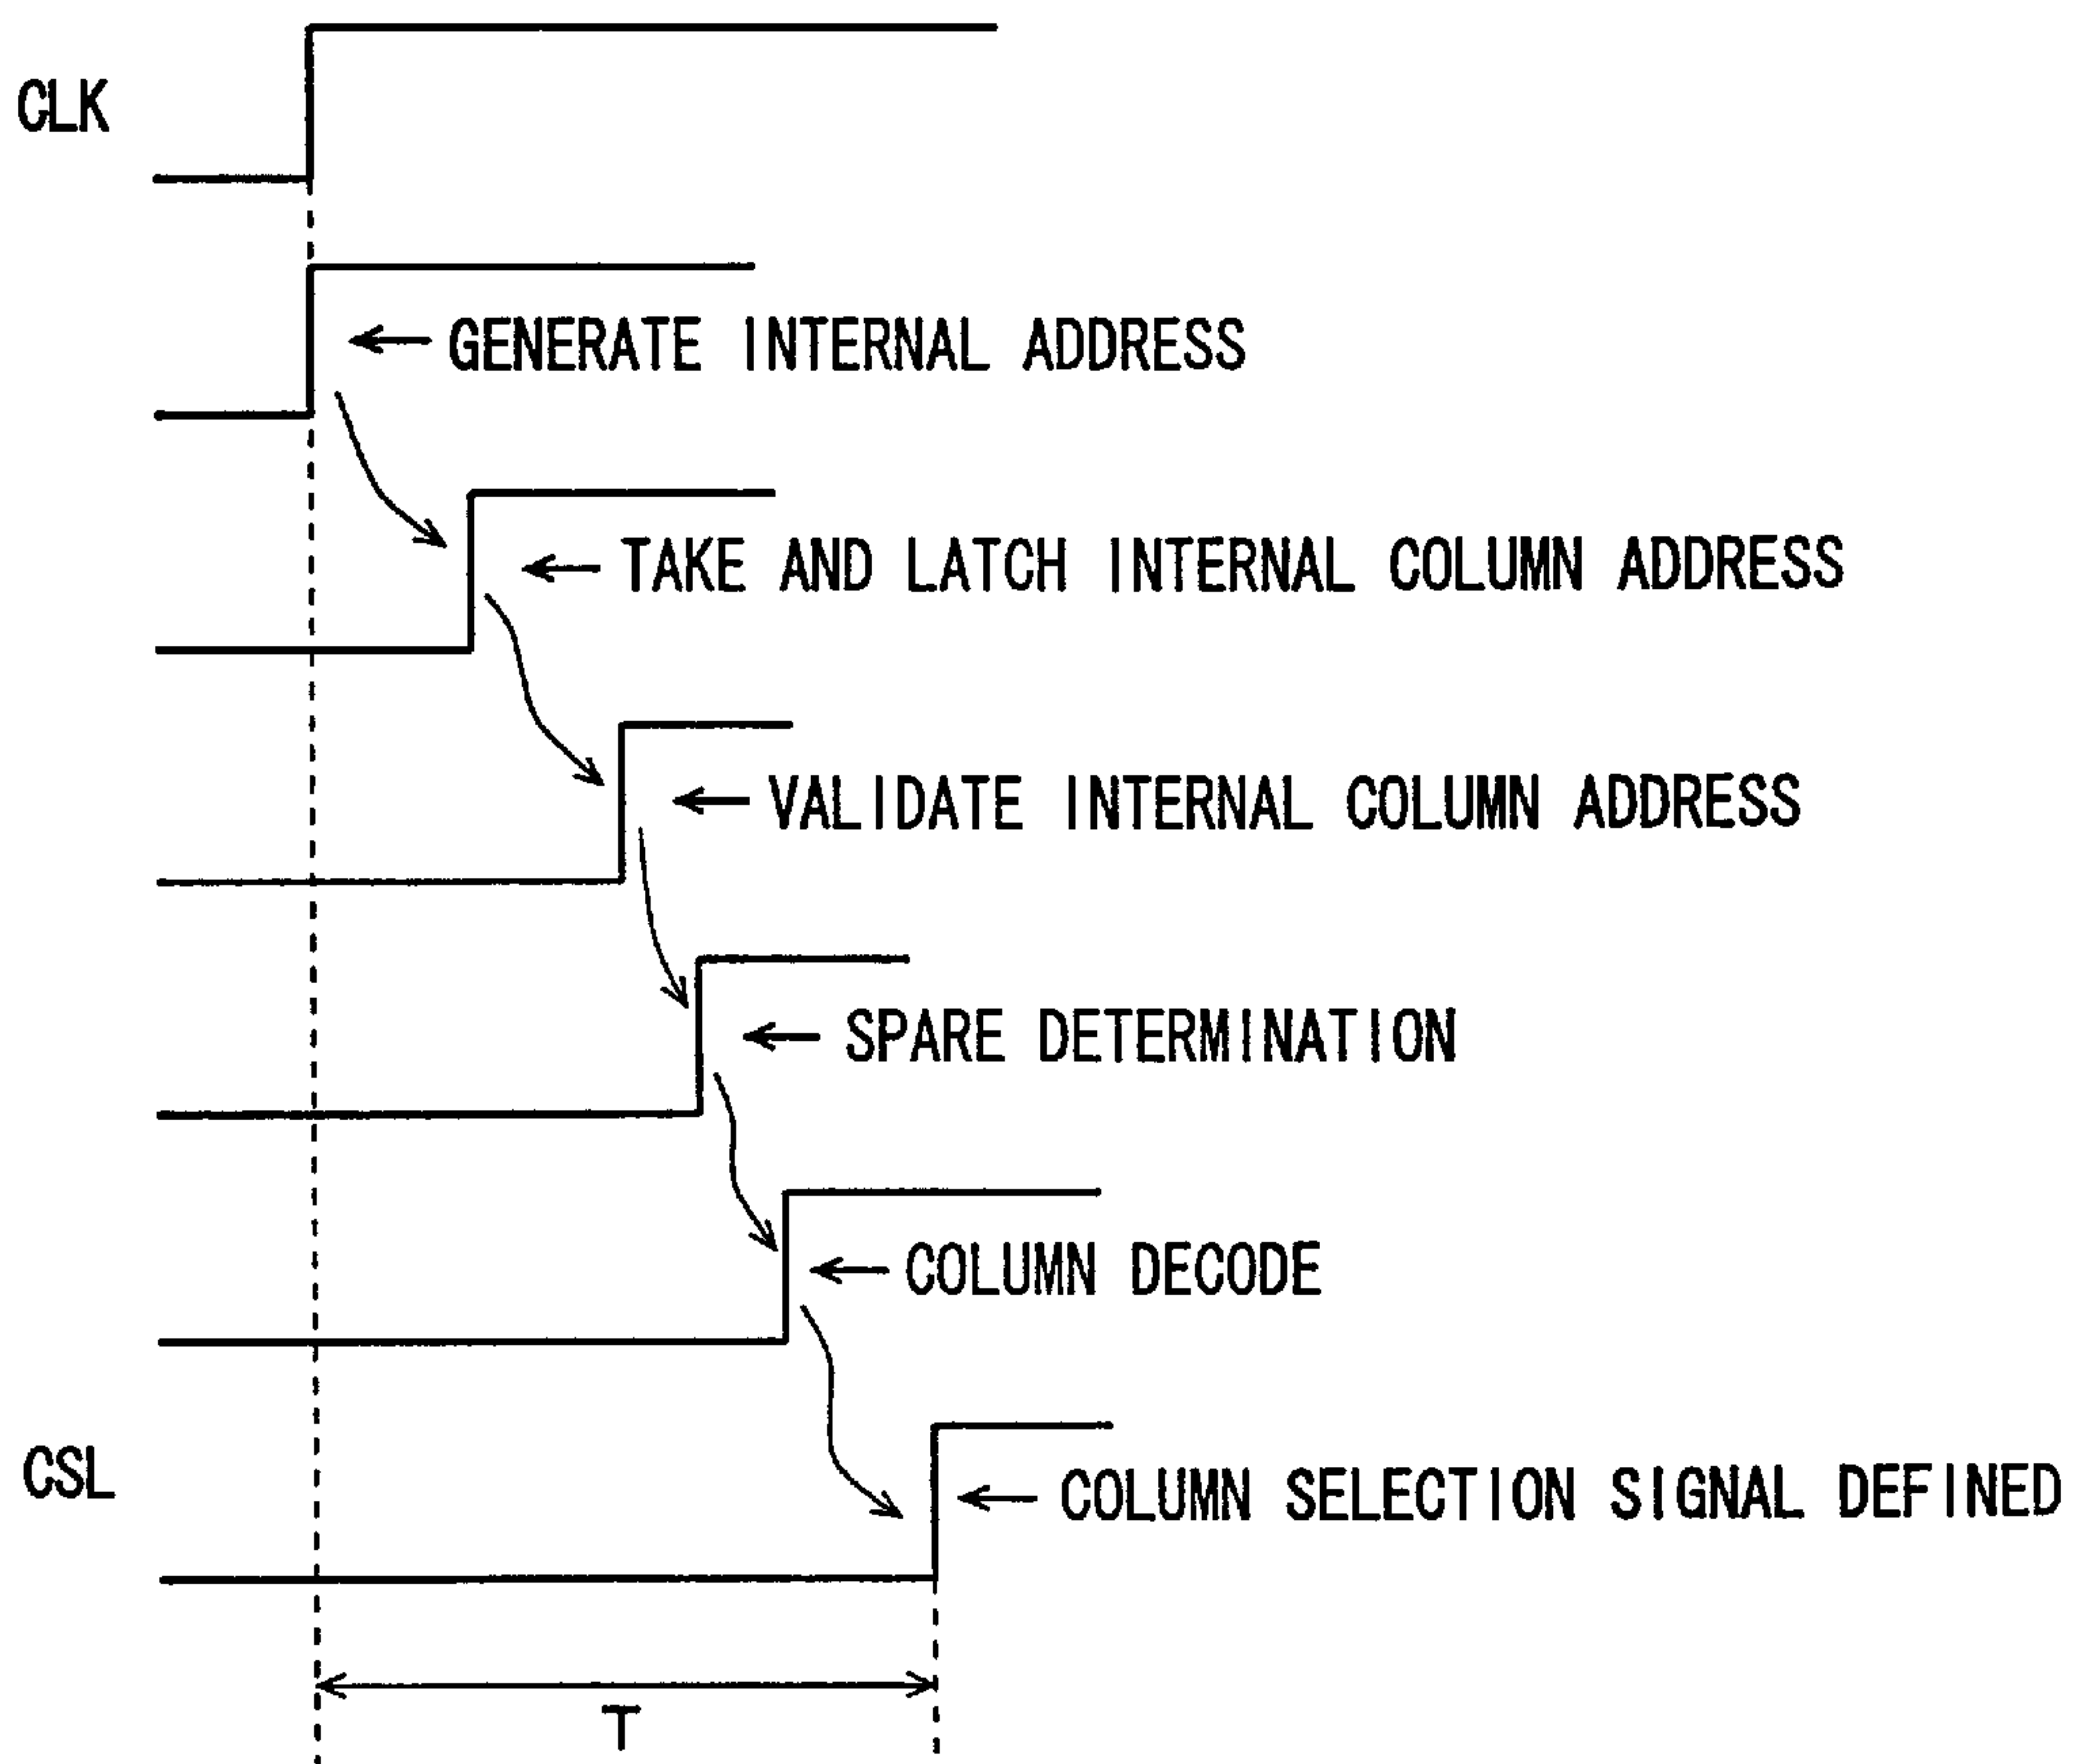 CLK
GENERATE INTERNAL ADDRESS
TAKE AND LATCH INTERNAL COLUMN ADDRESS
VALIDATE INTERNAL COLUMN ADDRESS
SPARE DETERMINATION
COLUMN DECODE
CSL
COLUMN SELECTION SIGNAL DEFINED
T